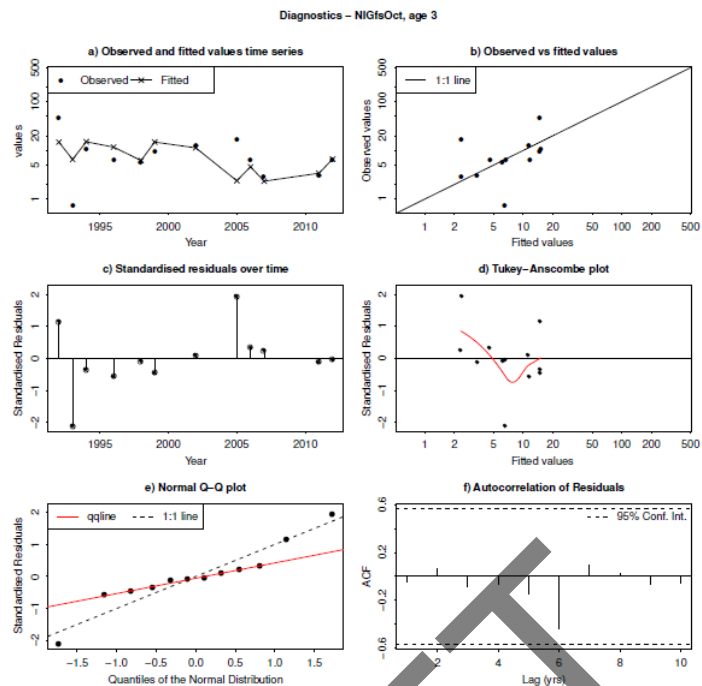 Diagnostics − NIGfsOct, age 3
a) Observed and fitted values time series
Observed Fitted
values
1 5 20 100 500
1995 2000 2005 2010
Year
b) Observed vs fitted values
1:1 line
Observed values
1 5 20 100 500
1 2 5 10 20 50 100 200 500
Fitted values
c) Standardised residuals over time
Standardised Residuals
−2 −1 0 1 2
1995 2000 2005 2010
Year
d) Tukey−Anscombe plot
Standardised Residuals
−2 −1 0 1 2
1 2 5 10 20 50 100 200 500
Fitted values
e) Normal Q−Q plot
qqline 1:1 line
Standardised Residuals
−2 −1 0 1 2
−1.5 −1.0 −0.5 0.0 0.5 1.0 1.5
Quantiles of the Normal Distribution
f) Autocorrelation of Residuals
95% Conf. Int.
ACF
−0.6 −0.2 0.2 0.6
2 4 6 8 10
Lag (yrs)